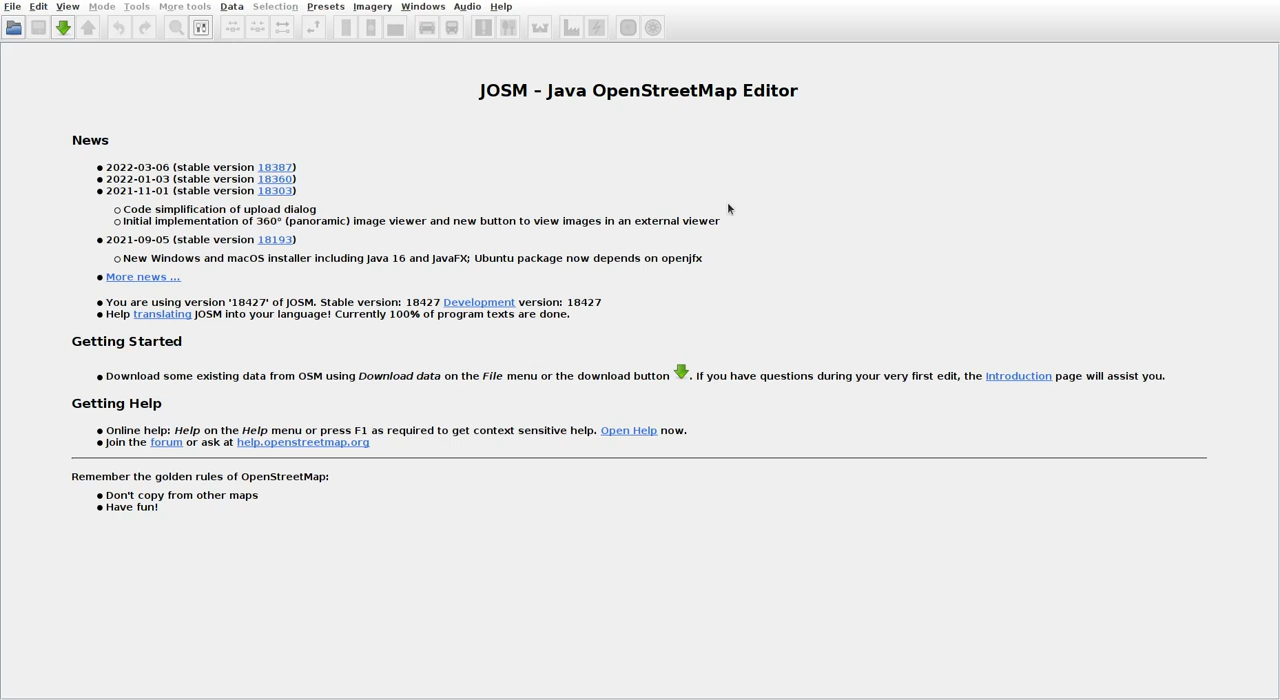 File Edit View Mode Tools More tools Data Selection Presets Imagery Windows Audio Help
JOSM – Java OpenStreetMap Editor
News
2022-03-06 (stable version 18387)
2022-01-03 (stable version 18360)
2021-11-01 (stable version 18303)
Code simplification of upload dialog
Initial implementation of 360° (panoramic) image viewer and new button to view images in an external viewer
2021-09-05 (stable version 18193)
New Windows and macOS installer including Java 16 and JavaFX; Ubuntu package now depends on openjfx
More news ...
You are using version '18427' of JOSM. Stable version: 18427 Development version: 18427
Help translating JOSM into your language! Currently 100% of program texts are done.
Getting Started
Download some existing data from OSM using Download data on the File menu or the download button . If you have questions during your very first edit, the Introduction page will assist you.
Getting Help
Online help: Help on the Help menu or press F1 as required to get context sensitive help. Open Help now.
Join the forum or ask at help.openstreetmap.org
Remember the golden rules of OpenStreetMap:
Don't copy from other maps
Have fun!